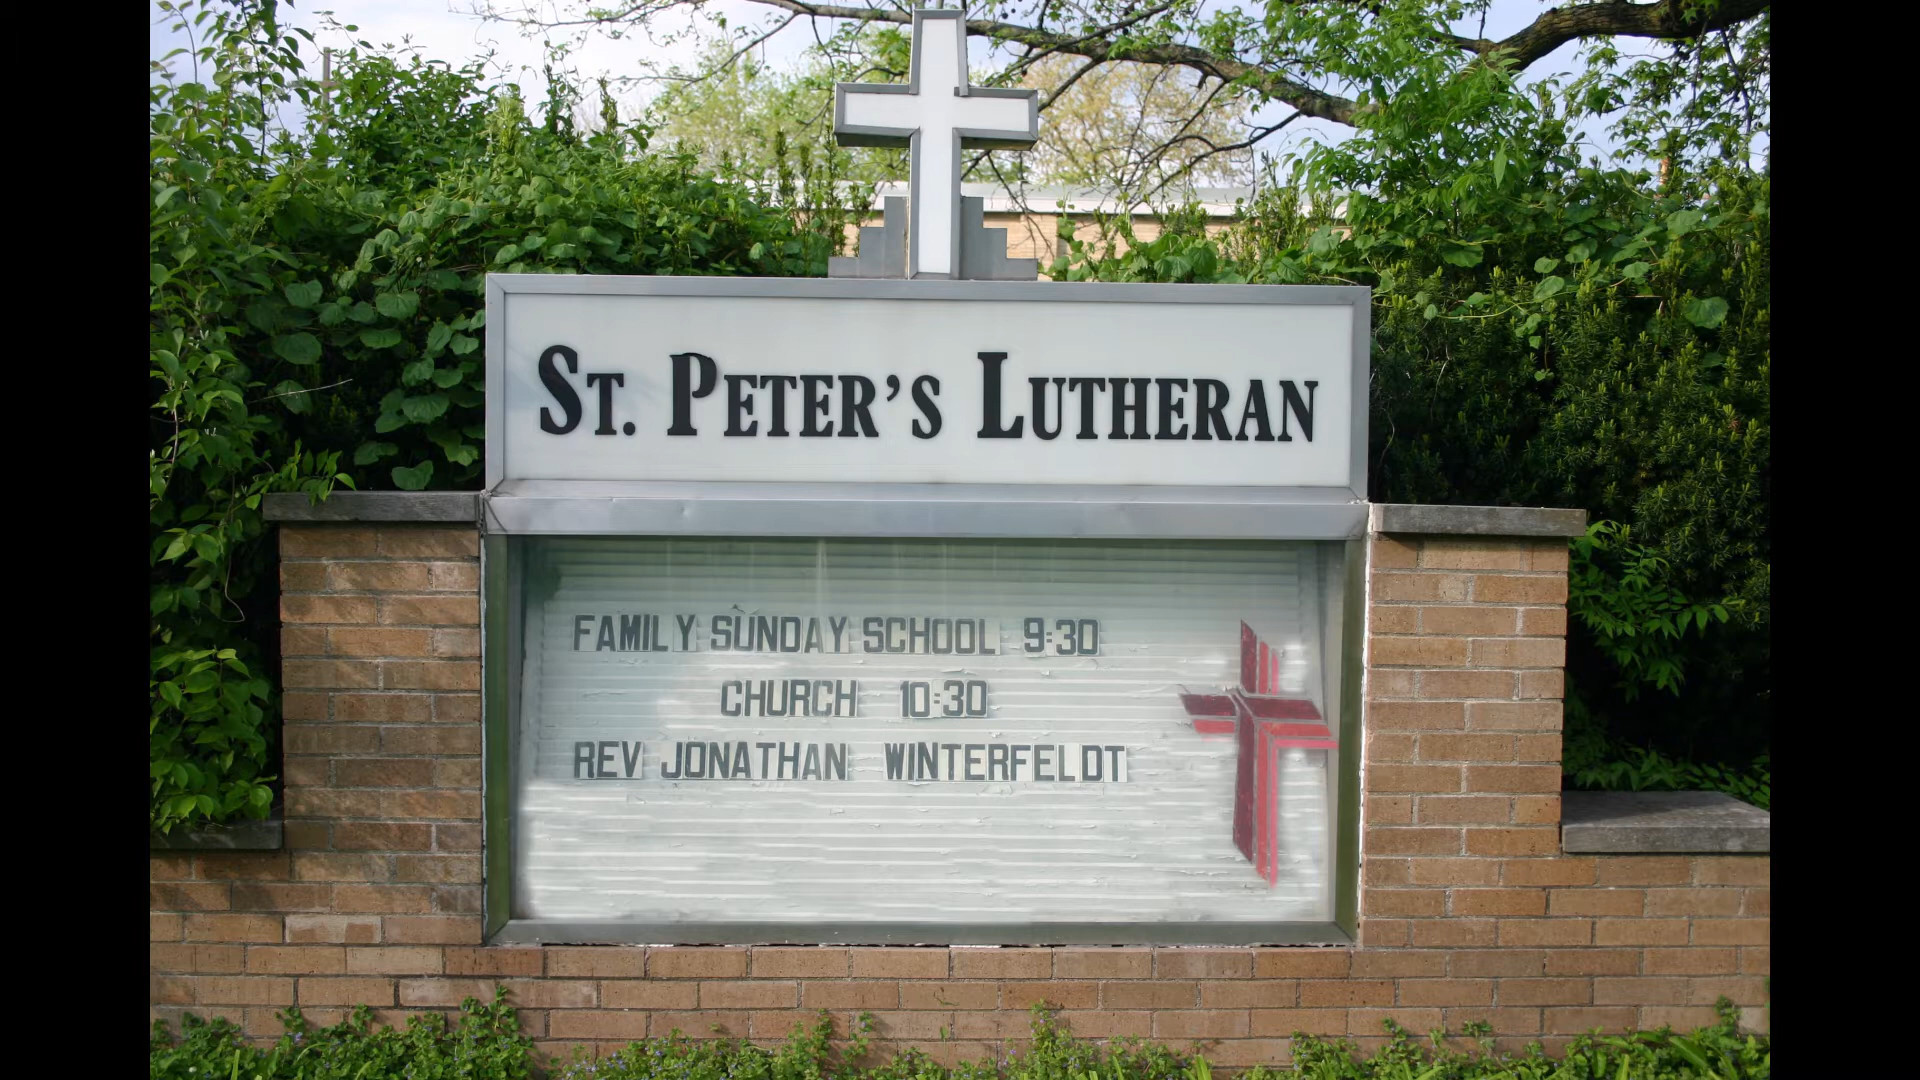 St. Peter's Lutheran
FAMILY SUNDAY SCHOOL 9:30
CHURCH 10:30
REV JONATHAN WINTERFELDT